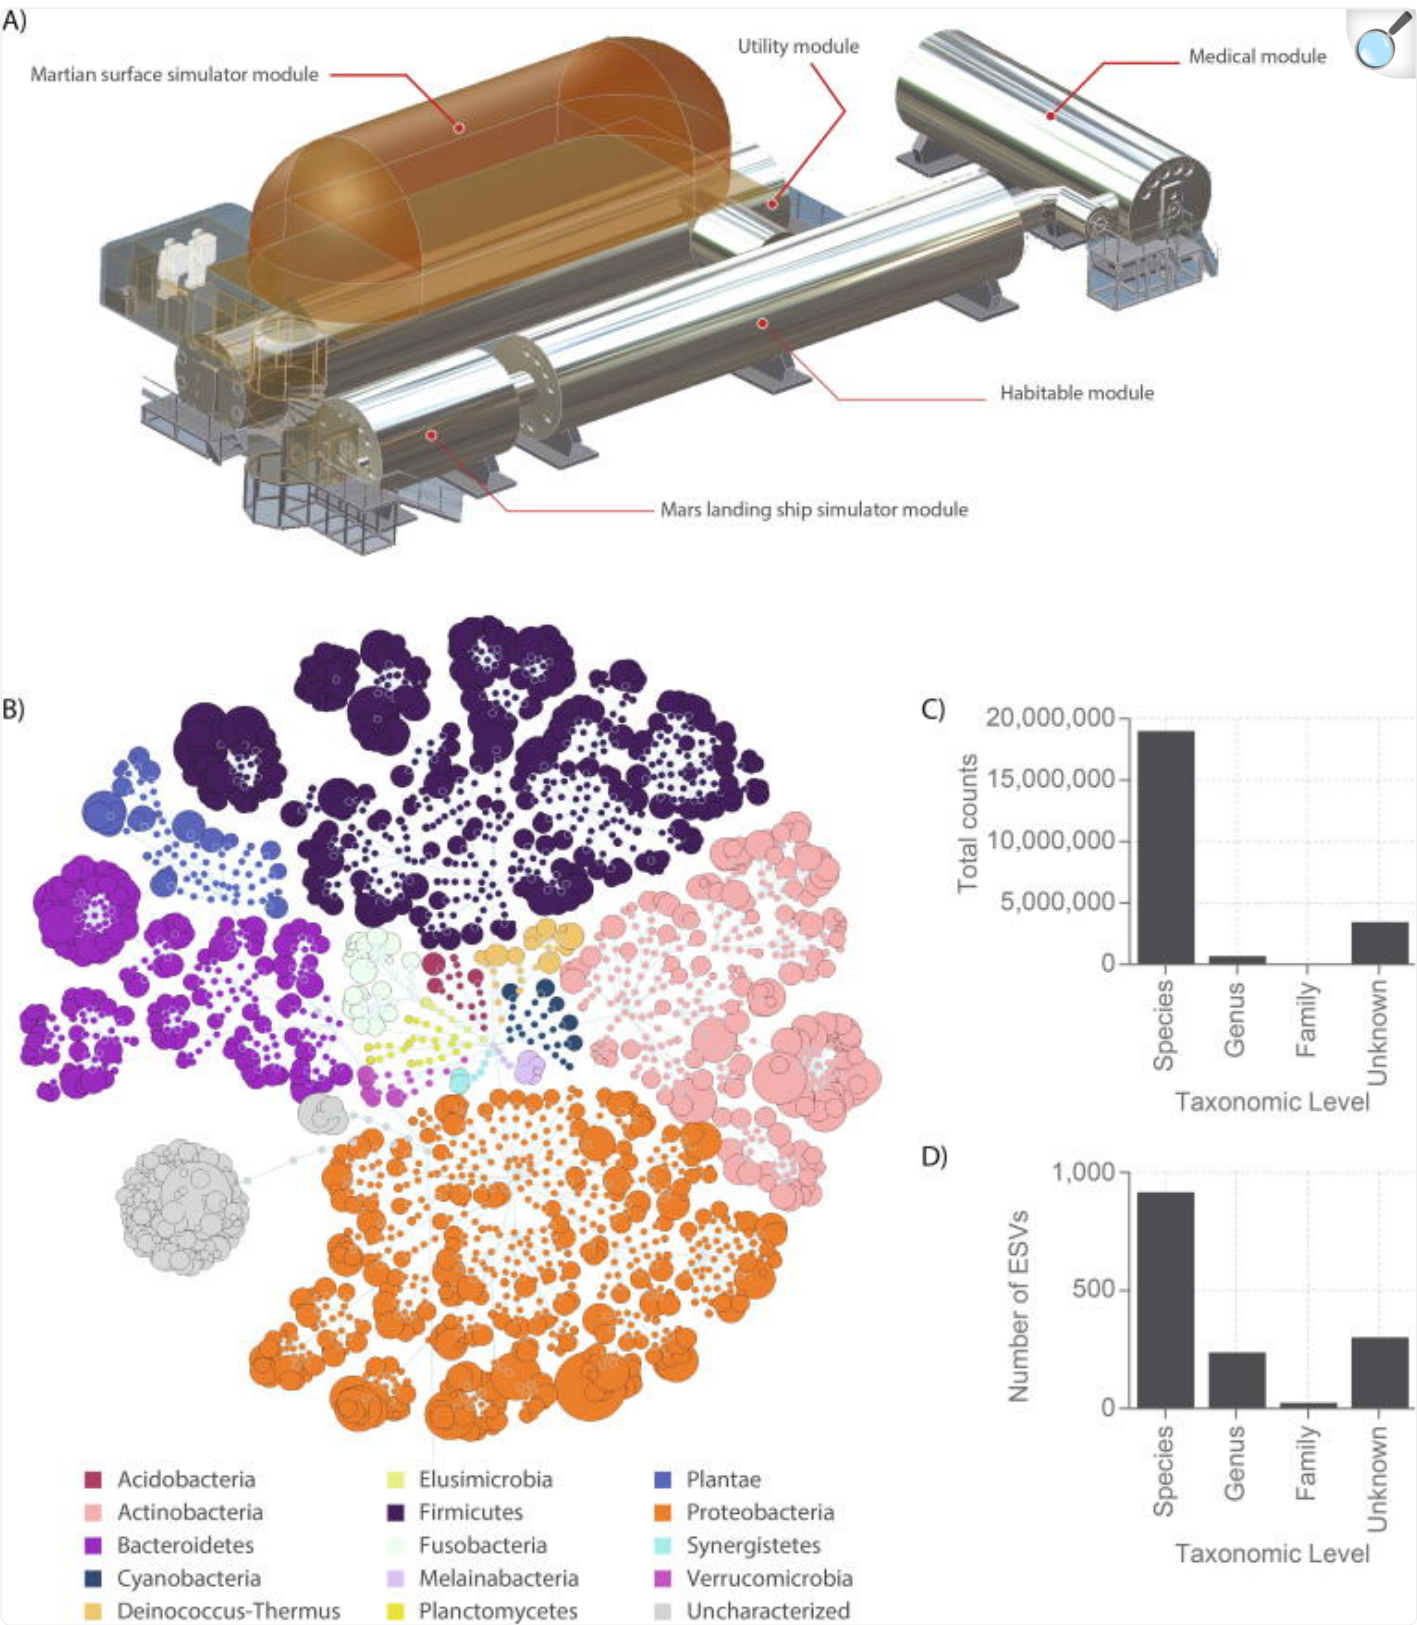 A)
Martian surface simulator module
Utility module
Medical module
Habitable module
Mars landing ship simulator module
B)
Acidobacteria
Actinobacteria
Bacteroidetes
Cyanobacteria
Deinococcus-Thermus
Elusimicrobia
Firmicutes
Fusobacteria
Melainabacteria
Planctomycetes
Plantae
Proteobacteria
Synergistetes
Verrucomicrobia
Uncharacterized
C)
Total counts
20,000,000
15,000,000
10,000,000
5,000,000
0
Species
Genus
Family
Unknown
Taxonomic Level
D)
Number of ESVs
1,000
500
0
Species
Genus
Family
Unknown
Taxonomic Level